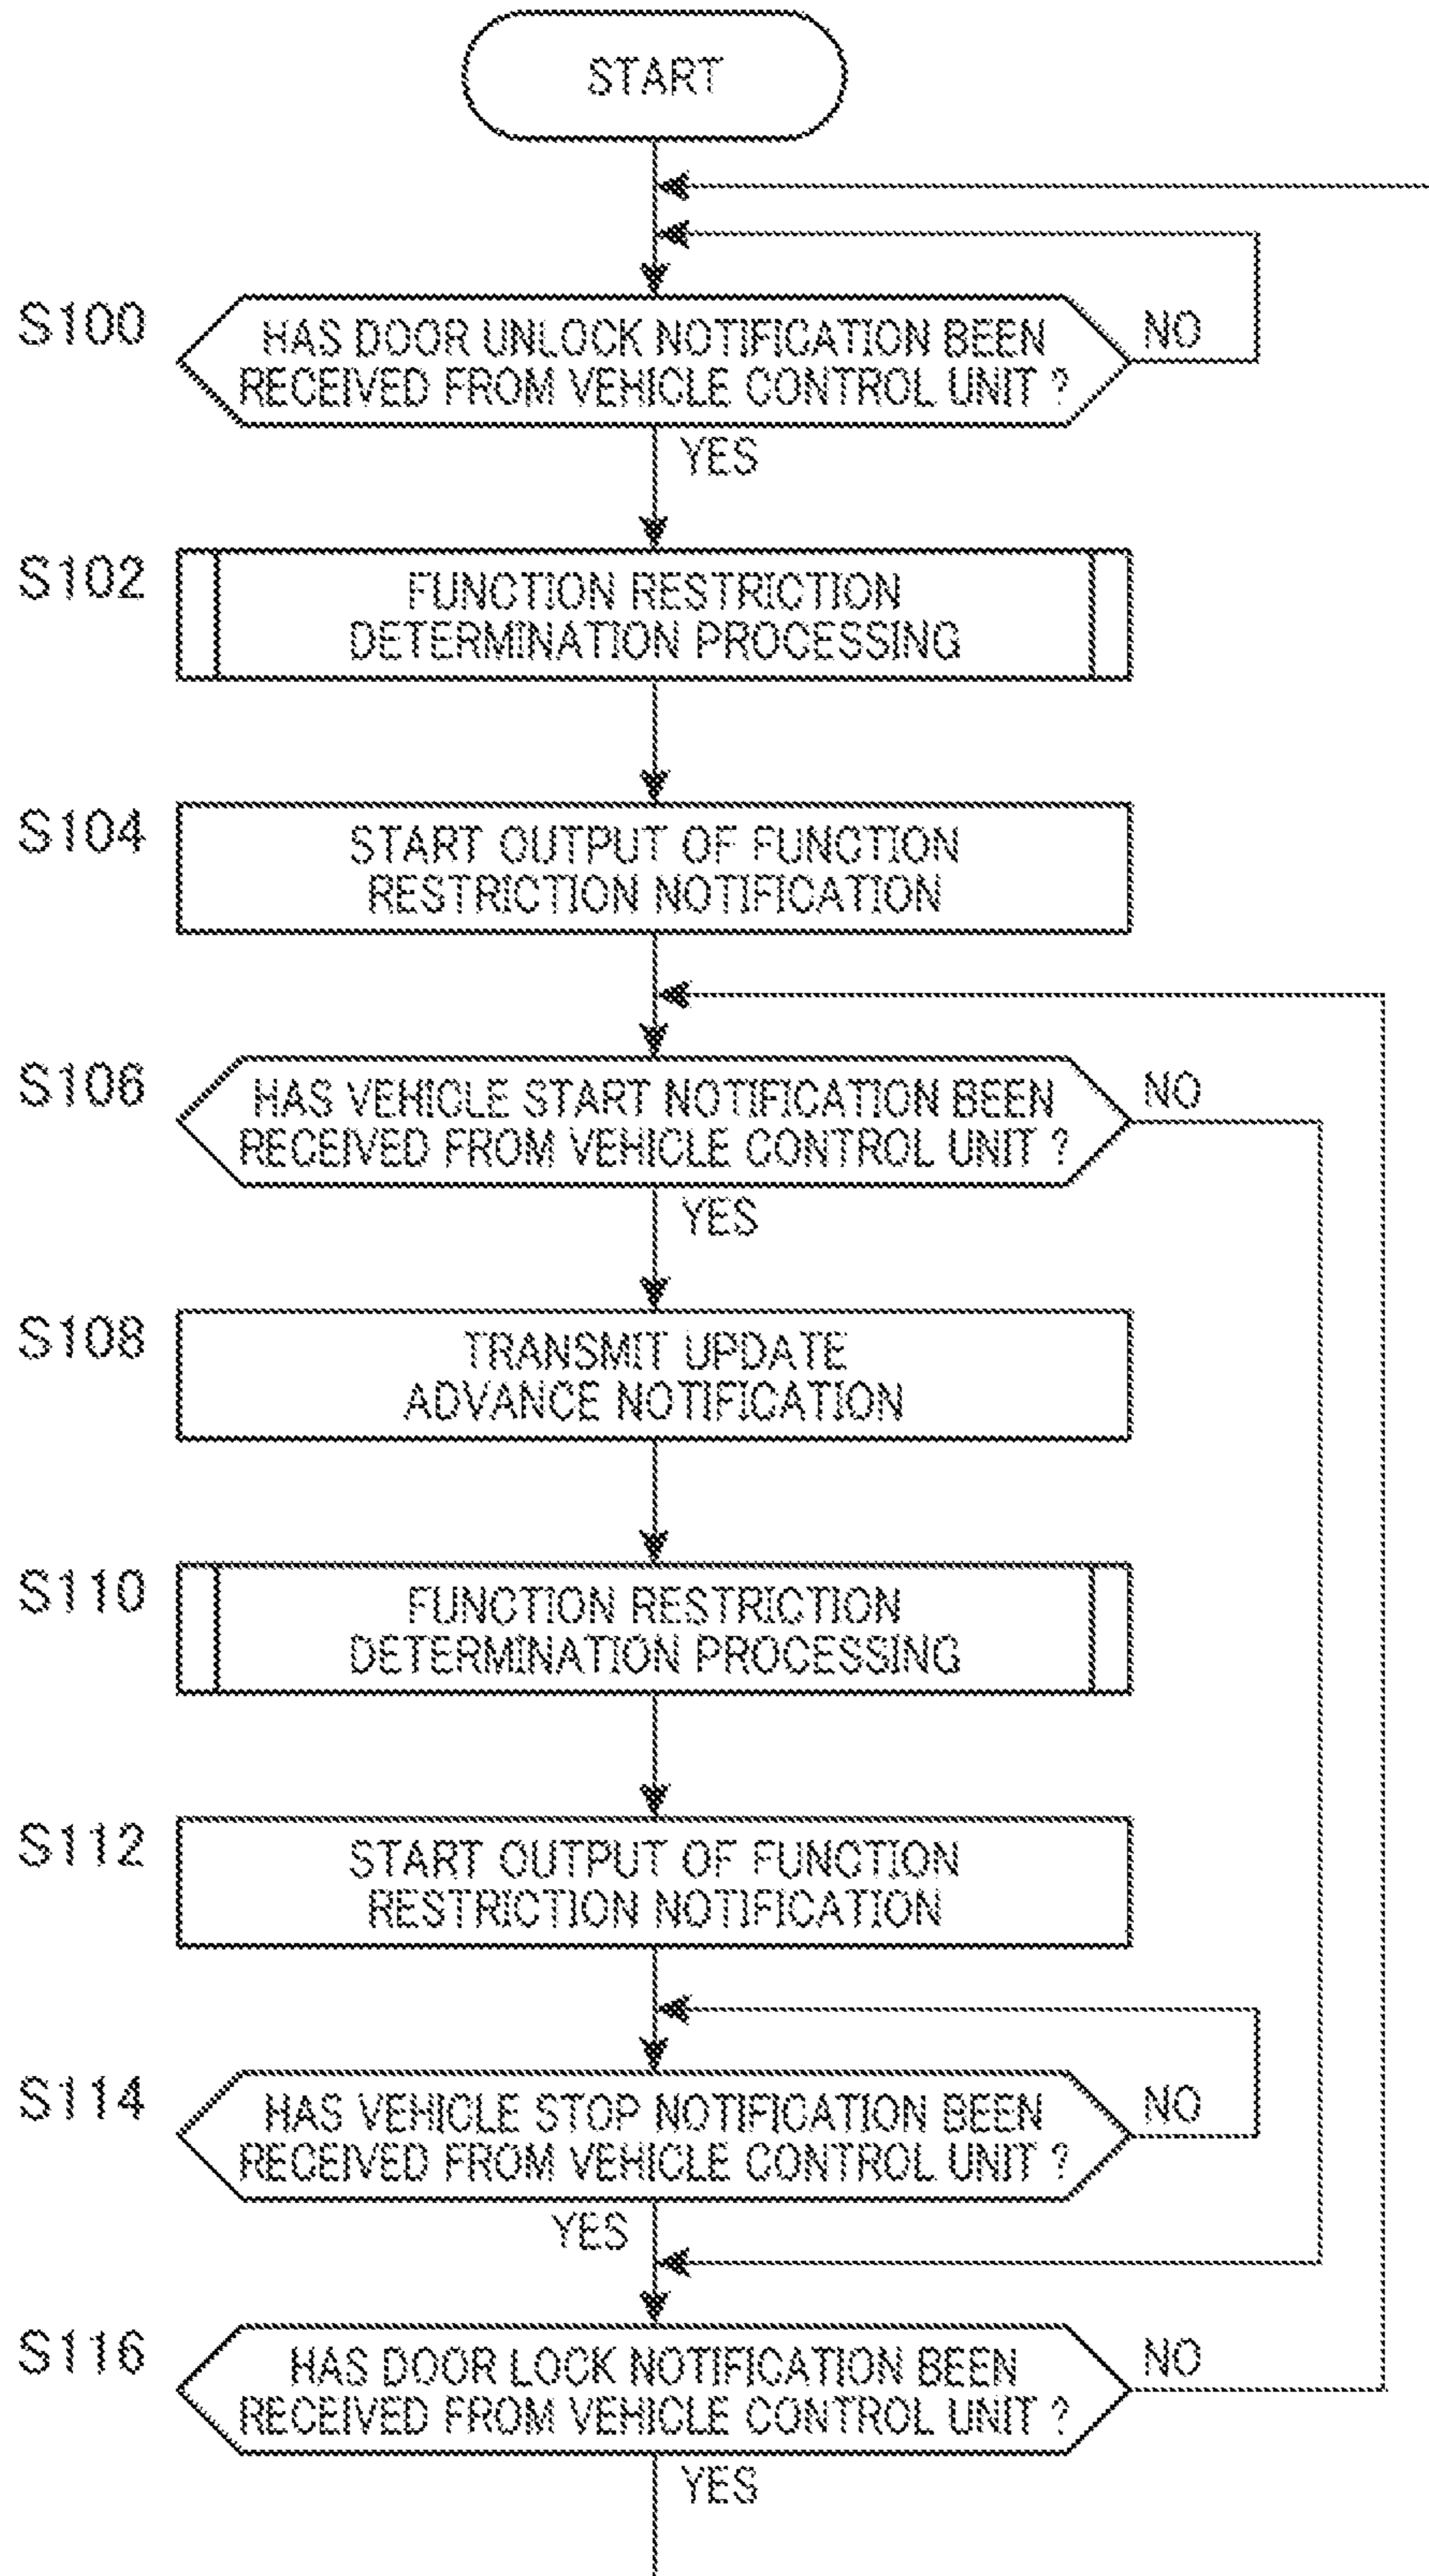 START
S100
HAS DOOR UNLOCK NOTIFICATION BEEN
RECEIVED FROM VEHICLE CONTROL UNIT ?
NO
YES
S102
FUNCTION RESTRICTION
DETERMINATION PROCESSING
S104
START OUTPUT OF FUNCTION
RESTRICTION NOTIFICATION
S106
HAS VEHICLE START NOTIFICATION BEEN
RECEIVED FROM VEHICLE CONTROL UNIT ?
NO
YES
S108
TRANSMIT UPDATE
ADVANCE NOTIFICATION
S110
FUNCTION RESTRICTION
DETERMINATION PROCESSING
S112
START OUTPUT OF FUNCTION
RESTRICTION NOTIFICATION
S114
HAS VEHICLE STOP NOTIFICATION BEEN
RECEIVED FROM VEHICLE CONTROL UNIT ?
NO
YES
S116
HAS DOOR LOCK NOTIFICATION BEEN
RECEIVED FROM VEHICLE CONTROL UNIT ?
NO
YES